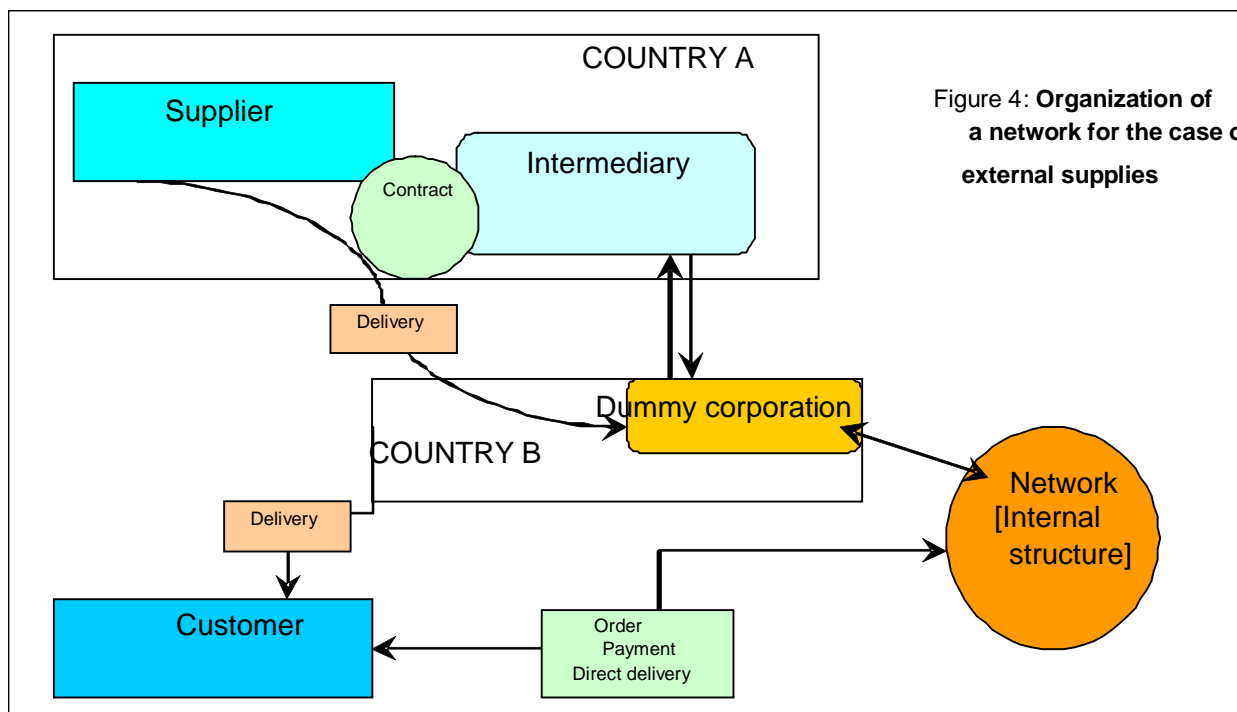 COUNTRY A
Supplier
Intermediary
Contract
Figure 4: Organization of
a network for the case o
external supplies
Delivery
Dummy corporation
COUNTRY B
Delivery
Network
[Internal
structure]
Customer
Order
Payment
Direct delivery